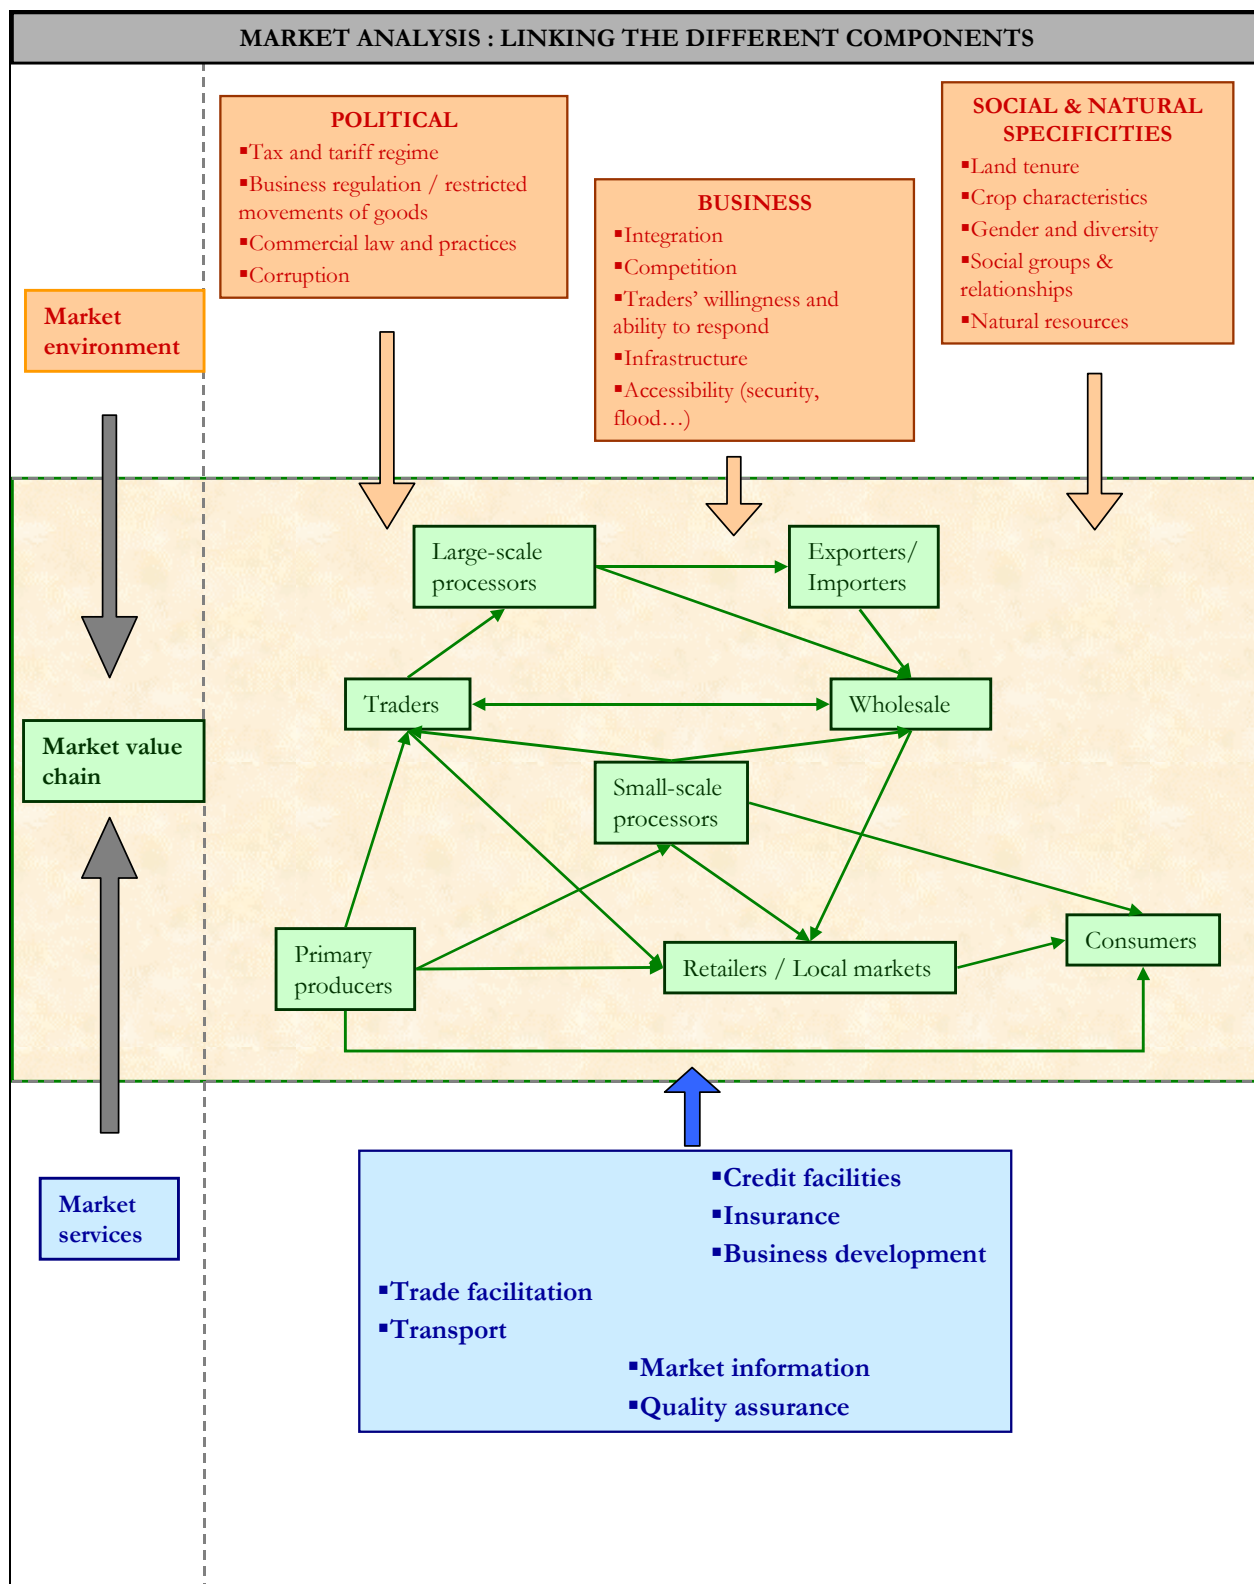 MARKET ANALYSIS : LINKING THE DIFFERENT COMPONENTS
POLITICAL
▪Tax and tariff regime
▪Business regulation / restricted
movements of goods
▪Commercial law and practices
▪Corruption
BUSINESS
▪Integration
▪Competition
▪Traders’ willingness and
ability to respond
▪Infrastructure
▪Accessibility (security,
flood…)
SOCIAL & NATURAL
SPECIFICITIES
▪Land tenure
▪Crop characteristics
▪Gender and diversity
▪Social groups &
relationships
▪Natural resources
Market
environment
Large-scale
processors
Exporters/
Importers
Traders
Wholesale
Market value
chain
Small-scale
processors
Primary
producers
Retailers / Local markets
Consumers
Market
services
▪Credit facilities
▪Insurance
▪Business development
▪Trade facilitation
▪Transport
▪Market information
▪Quality assurance